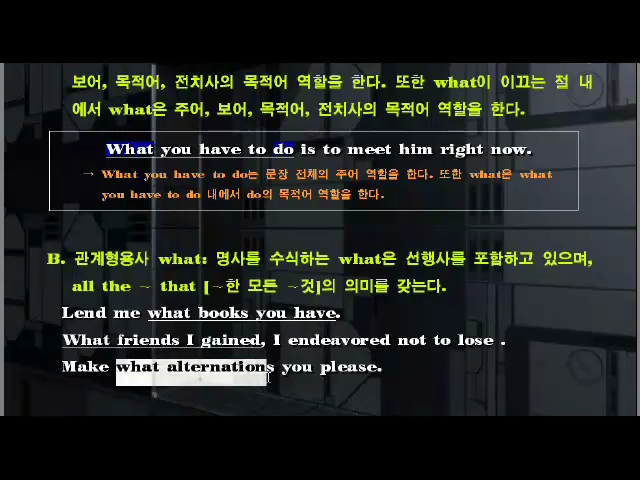 보어, 목적어, 전치사의 목적어 역할을 한다. 또한 what이 이끄는 절 내
에서 what은 주어, 보어, 목적어, 전치사의 목적어 역할을 한다.
What you have to do is to meet him right now.
→ What you have to do는 문장 전체의 주어 역할을 한다. 또한 what은 what
you have to do 내에서 do의 목적어 역할을 한다.
B. 관계형용사 what: 명사를 수식하는 what은 선행사를 포함하고 있으며,
all the ~ that [~한 모든 ~것]의 의미를 갖는다.
Lend me what books you have.
What friends I gained, I endeavored not to lose .
Make what alternations you please.